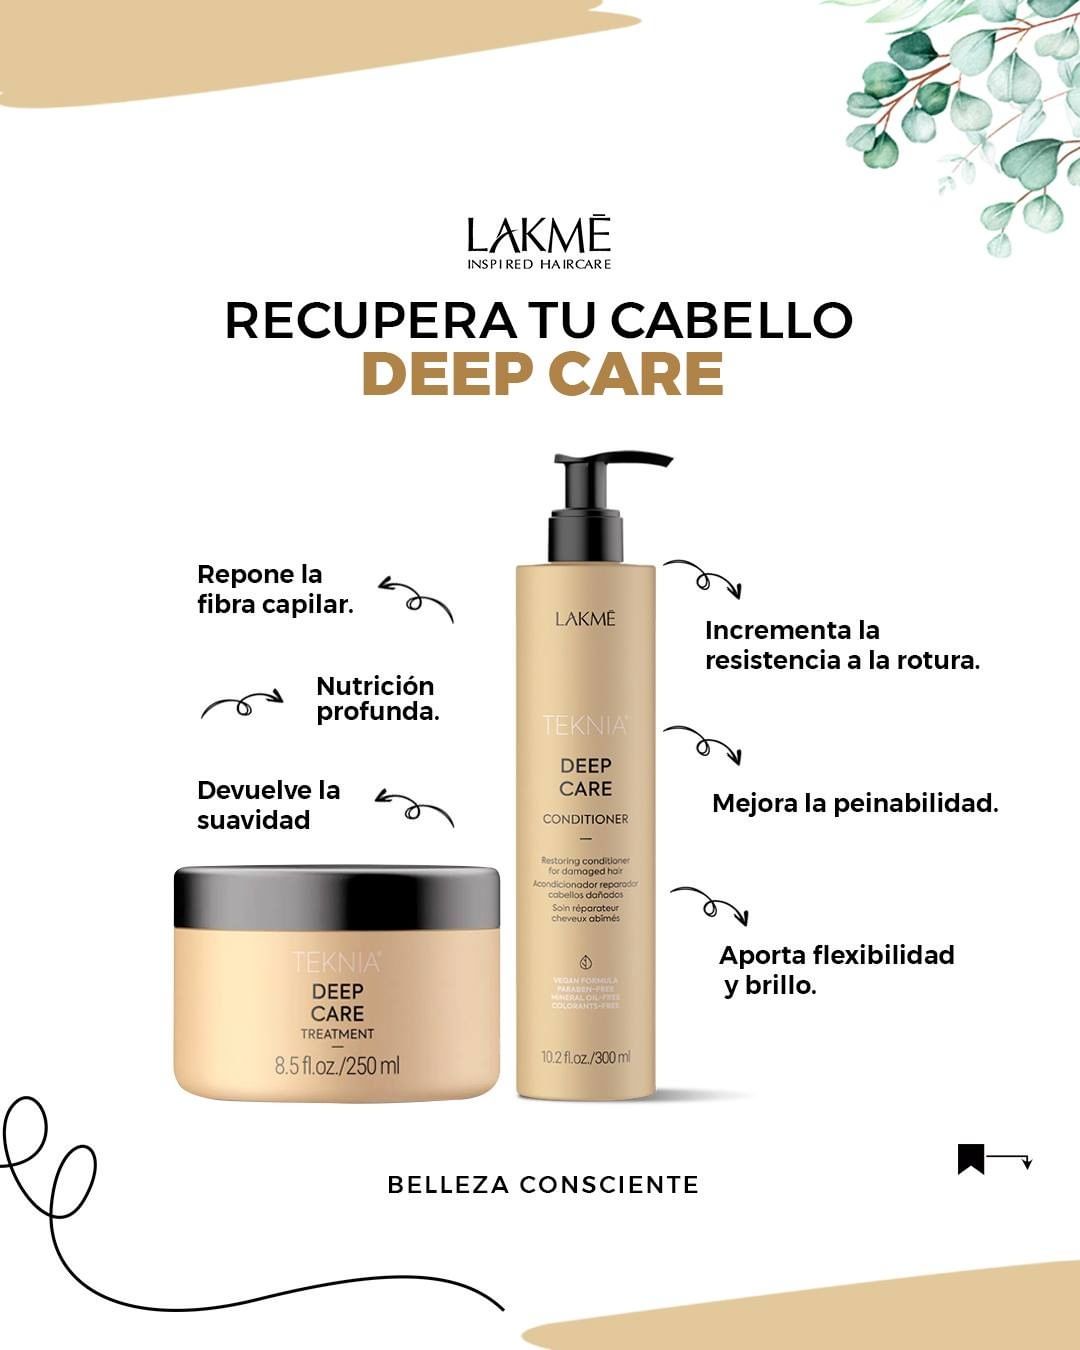 LAKMĒ
INSPIRED HAIRCARE
RECUPERA TU CABELLO
DEEP CARE
Repone la
fibra capilar.
Nutrición
profunda.
Devuelve la
suavidad
Incrementa la
resistencia a la rotura.
Mejora la peinabilidad.
Aporta flexibilidad
y brillo.
LAKMĒ
TEKNIA®
DEEP
CARE
CONDITIONER
Restoring conditioner
for damaged hair
Acondicionador reparador
cabellos dañados
Soin réparateur
cheveux abîmés
VEGAN FORMULA
PARABEN-FREE
MINERAL OIL-FREE
COLORANTS-FREE
10.2 fl.oz./300 ml
TEKNIA®
DEEP
CARE
TREATMENT
8.5 fl.oz./250 ml
BELLEZA CONSCIENTE